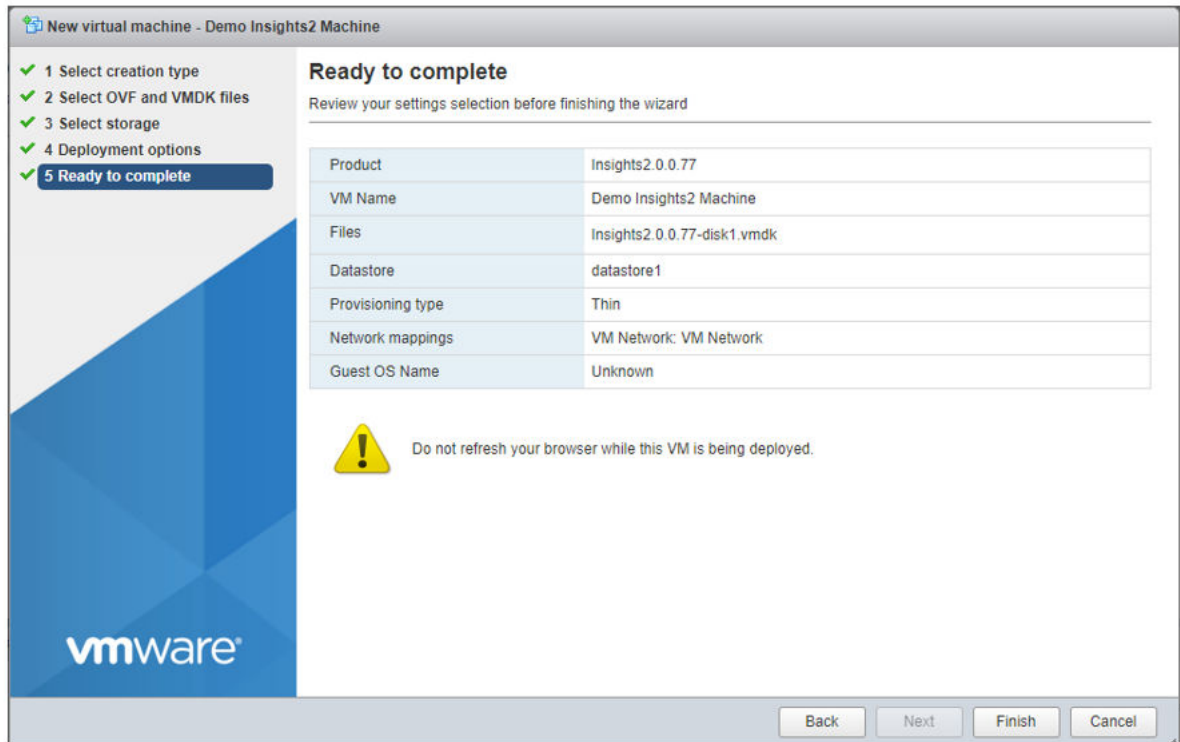 New virtual machine - Demo Insights2 Machine
1 Select creation type
2 Select OVF and VMDK files
3 Select storage
4 Deployment options
5 Ready to complete
Ready to complete
Review your settings selection before finishing the wizard
Product Insights2.0.0.77
VM Name Demo Insights2 Machine
Files Insights2.0.0.77-disk1.vmdk
Datastore datastore1
Provisioning type Thin
Network mappings VM Network: VM Network
Guest OS Name Unknown
Do not refresh your browser while this VM is being deployed.
vmware®
Back Next Finish Cancel